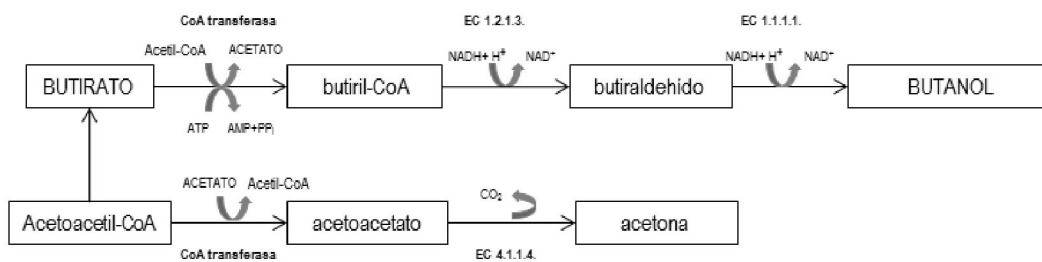 CoA transferasa
EC 1.2.1.3.
EC 1.1.1.1.
Acetil-CoA
ACETATO
NADH+ H⁺
NAD⁺
NADH+ H⁺
NAD⁺
BUTIRATO
butiril-CoA
butiraldehido
BUTANOL
ATP
AMP+PPᵢ
ACETATO
Acetil-CoA
CO₂
Acetoacetil-CoA
acetoacetato
acetona
CoA transferasa
EC 4.1.1.4.